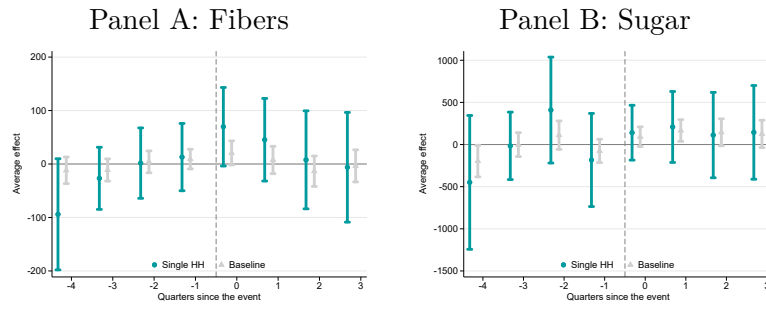 Panel A: Fibers
200
100
0
-100
-200
Average effect
-4 -3 -2 -1 0 1 2 3
Quarters since the event
Single HH Baseline
Panel B: Sugar
1000
500
0
-500
-1000
-1500
Average effect
-4 -3 -2 -1 0 1 2 3
Quarters since the event
Single HH Baseline